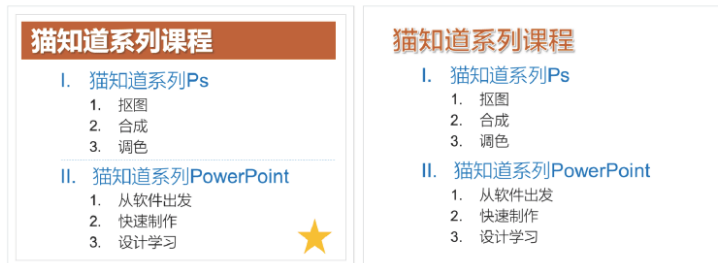 猫知道系列课程
I. 猫知道系列Ps
1. 抠图
2. 合成
3. 调色
II. 猫知道系列PowerPoint
1. 从软件出发
2. 快速制作
3. 设计学习
猫知道系列课程
I. 猫知道系列Ps
1. 抠图
2. 合成
3. 调色
II. 猫知道系列PowerPoint
1. 从软件出发
2. 快速制作
3. 设计学习